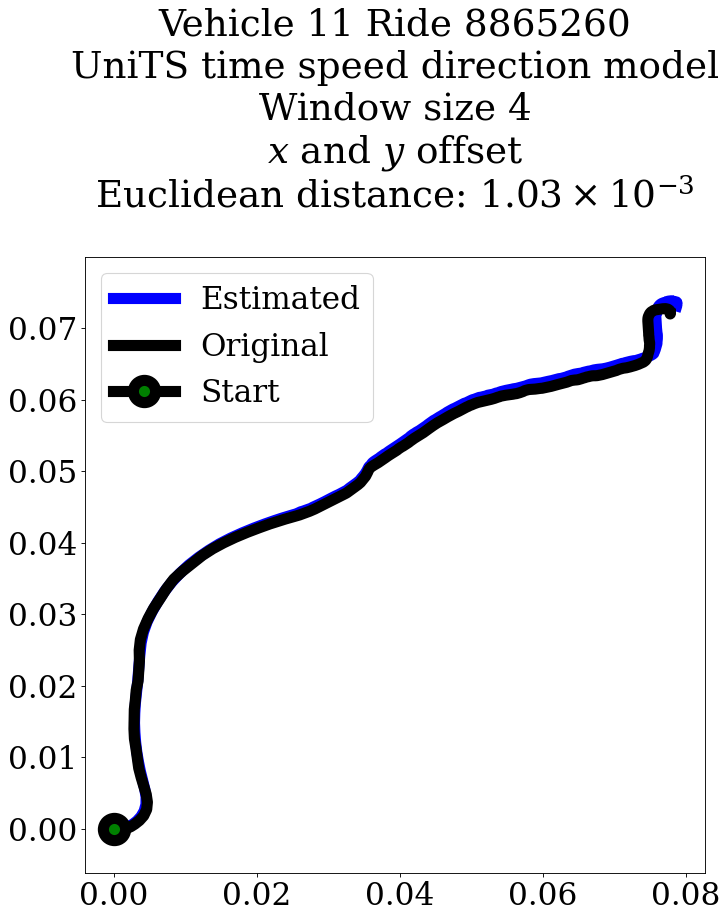 Vehicle 11 Ride 8865260
UniTS time speed direction model
Window size 4
x and y offset
Euclidean distance: 1.03 × 10⁻³
Estimated
Original
Start
0.07
0.06
0.05
0.04
0.03
0.02
0.01
0.00
0.00 0.02 0.04 0.06 0.08